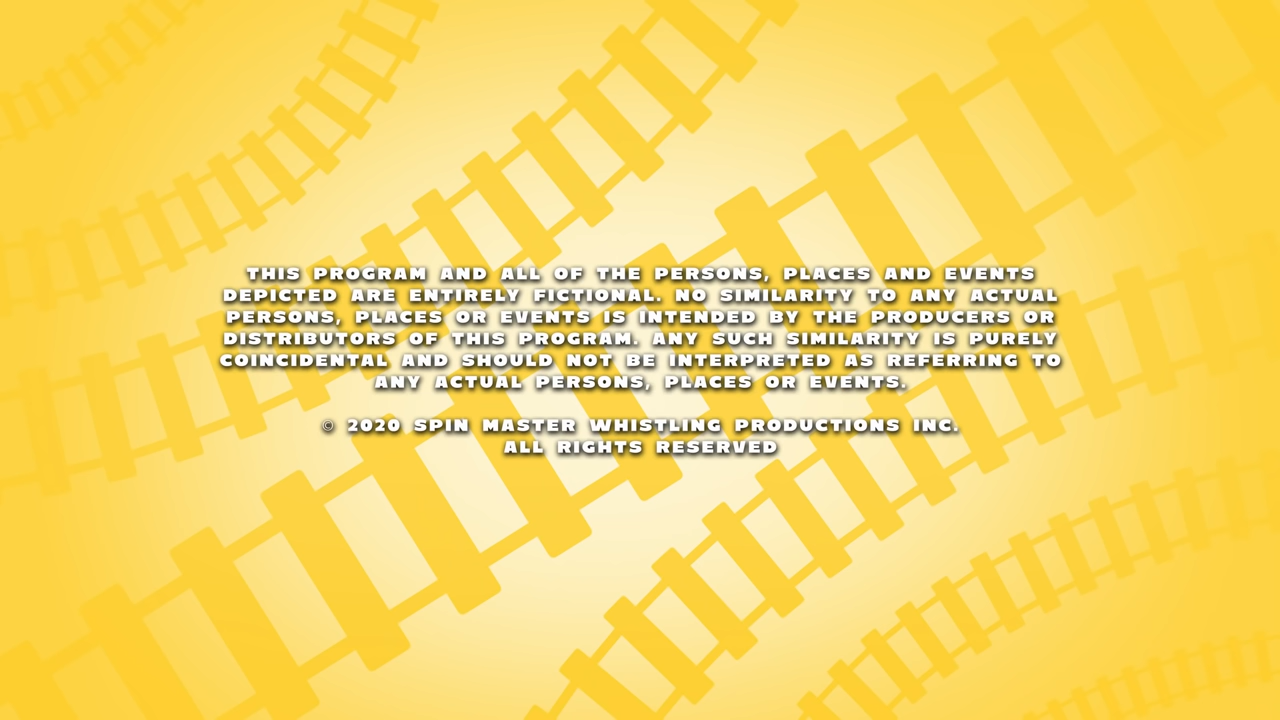 THIS PROGRAM AND ALL OF THE PERSONS, PLACES AND EVENTS
DEPICTED ARE ENTIRELY FICTIONAL. NO SIMILARITY TO ANY ACTUAL
PERSONS, PLACES OR EVENTS IS INTENDED BY THE PRODUCERS OR
DISTRIBUTORS OF THIS PROGRAM. ANY SUCH SIMILARITY IS PURELY
COINCIDENTAL AND SHOULD NOT BE INTERPRETED AS REFERRING TO
ANY ACTUAL PERSONS, PLACES OR EVENTS.
© 2020 SPIN MASTER WHISTLING PRODUCTIONS INC.
ALL RIGHTS RESERVED